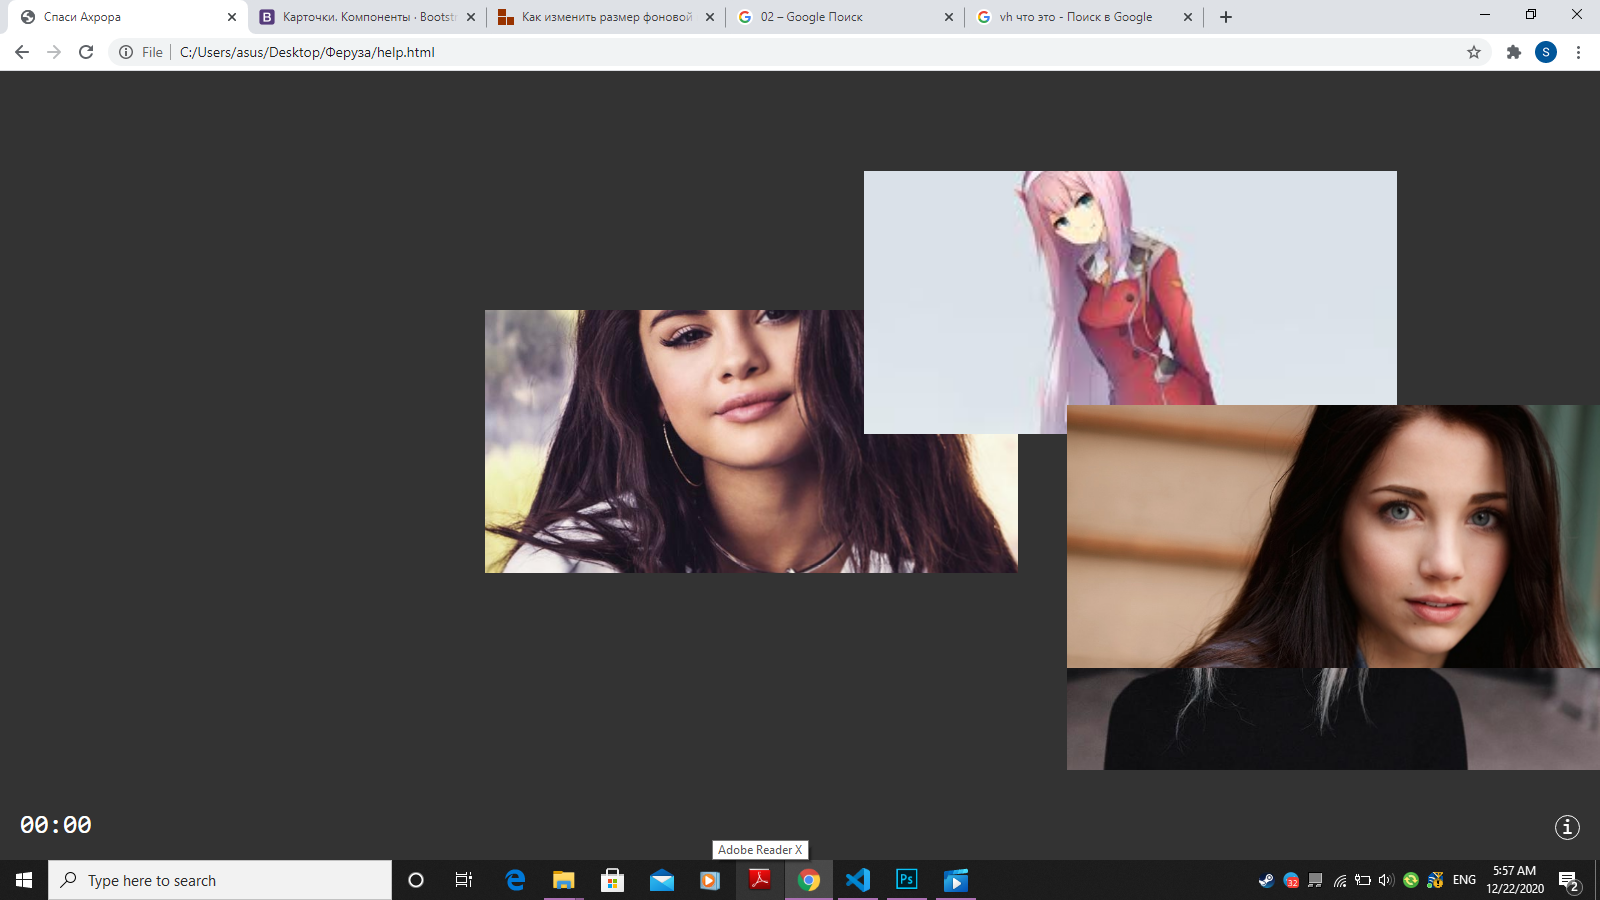 Спаси Ахрора
Карточки. Компоненты · Bootstr
Как изменить размер фоновой
02 – Google Поиск
vh что это - Поиск в Google
File
C:/Users/asus/Desktop/Феруза/help.html
S
00:00
i
Adobe Reader X
Type here to search
Ps
32
ENG
5:57 AM
12/22/2020
2